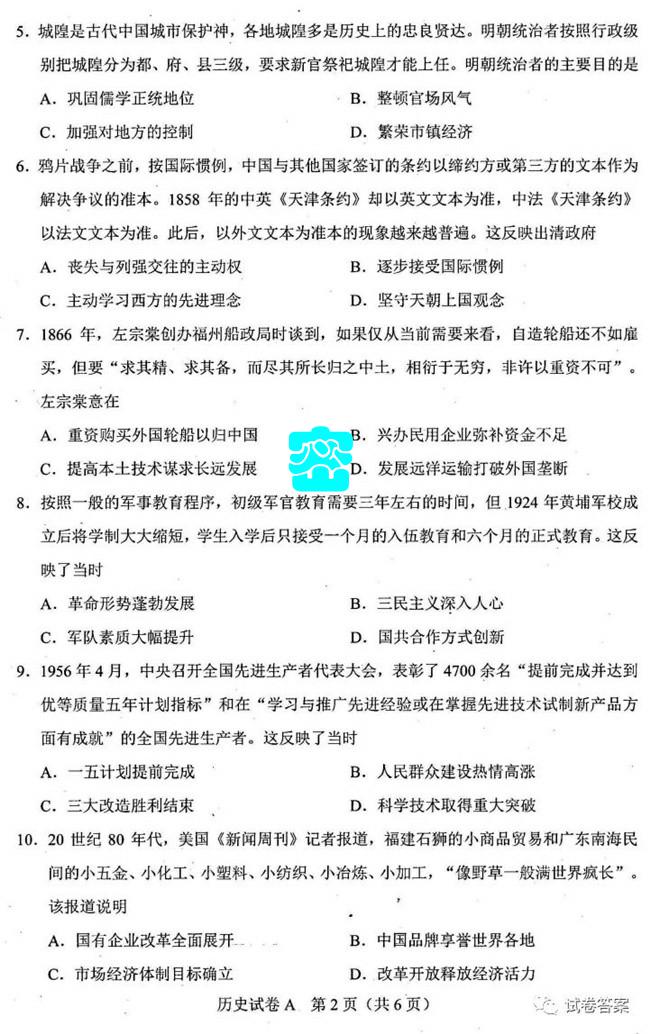 5. 城隍是古代中国城市保护神，各地城隍多是历史上的忠良贤达。明朝统治者按照行政级
别把城隍分为都、府、县三级，要求新官祭祀城隍才能上任。明朝统治者的主要目的是
A. 巩固儒学正统地位 B. 整顿官场风气
C. 加强对地方的控制 D. 繁荣市镇经济
6. 鸦片战争之前，按国际惯例，中国与其他国家签订的条约以缔约方或第三方的文本作为
解决争议的准本。1858 年的中英《天津条约》却以英文文本为准，中法《天津条约》
以法文文本为准。此后，以外文文本为准本的现象越来越普遍。这反映出清政府
A. 丧失与列强交往的主动权 B. 逐步接受国际惯例
C. 主动学习西方的先进理念 D. 坚守天朝上国观念
7. 1866 年，左宗棠创办福州船政局时谈到，如果仅从当前需要来看，自造轮船还不如雇
买，但要“求其精、求其备，而尽其所长归之中土，相衍于无穷，非许以重资不可”。
左宗棠意在
A. 重资购买外国轮船以归中国 B. 兴办民用企业弥补资金不足
C. 提高本土技术谋求长远发展 D. 发展远洋运输打破外国垄断
8. 按照一般的军事教育程序，初级军官教育需要三年左右的时间，但 1924 年黄埔军校成
立后将学制大大缩短，学生入学后只接受一个月的入伍教育和六个月的正式教育。这反
映了当时
A. 革命形势蓬勃发展 B. 三民主义深入人心
C. 军队素质大幅提升 D. 国共合作方式创新
9. 1956 年 4 月，中央召开全国先进生产者代表大会，表彰了 4700 余名“提前完成并达到
优等质量五年计划指标”和在“学习与推广先进经验或在掌握先进技术试制新产品方
面有成就”的全国先进生产者。这反映了当时
A. 一五计划提前完成 B. 人民群众建设热情高涨
C. 三大改造胜利结束 D. 科学技术取得重大突破
10. 20 世纪 80 年代，美国《新闻周刊》记者报道，福建石狮的小商品贸易和广东南海民
间的小五金、小化工、小塑料、小纺织、小冶炼、小加工，“像野草一般满世界疯长”。
该报道说明
A. 国有企业改革全面展开 B. 中国品牌享誉世界各地
C. 市场经济体制目标确立 D. 改革开放释放经济活力
历史试卷 A 第 2 页（共 6 页）
试卷答案